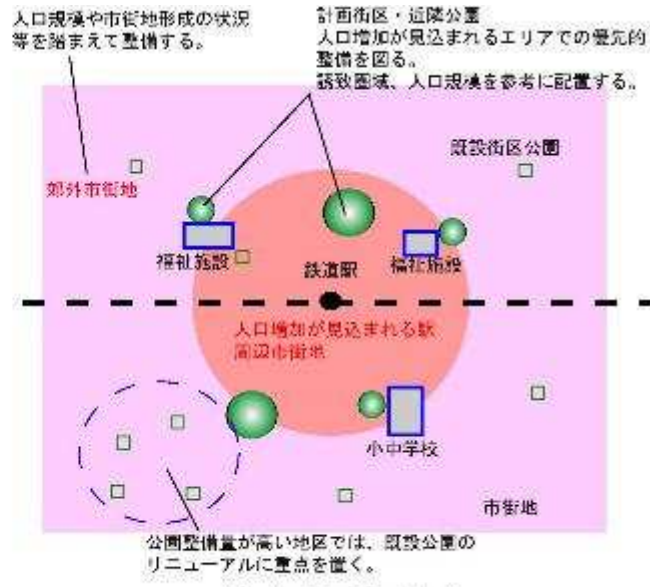 人口規模や市街地形成の状況
等を踏まえて整備する。
計画街区・近隣公園
人口増加が見込まれるエリアでの優先的
整備を図る。
誘致圏域、人口規模を参考に配置する。
既設街区公園
郊外市街地
福祉施設
鉄道駅
福祉施設
人口増加が見込まれる駅
周辺市街地
小中学校
市街地
公園整備量が高い地区では、既設公園の
リニューアルに重点を置く。